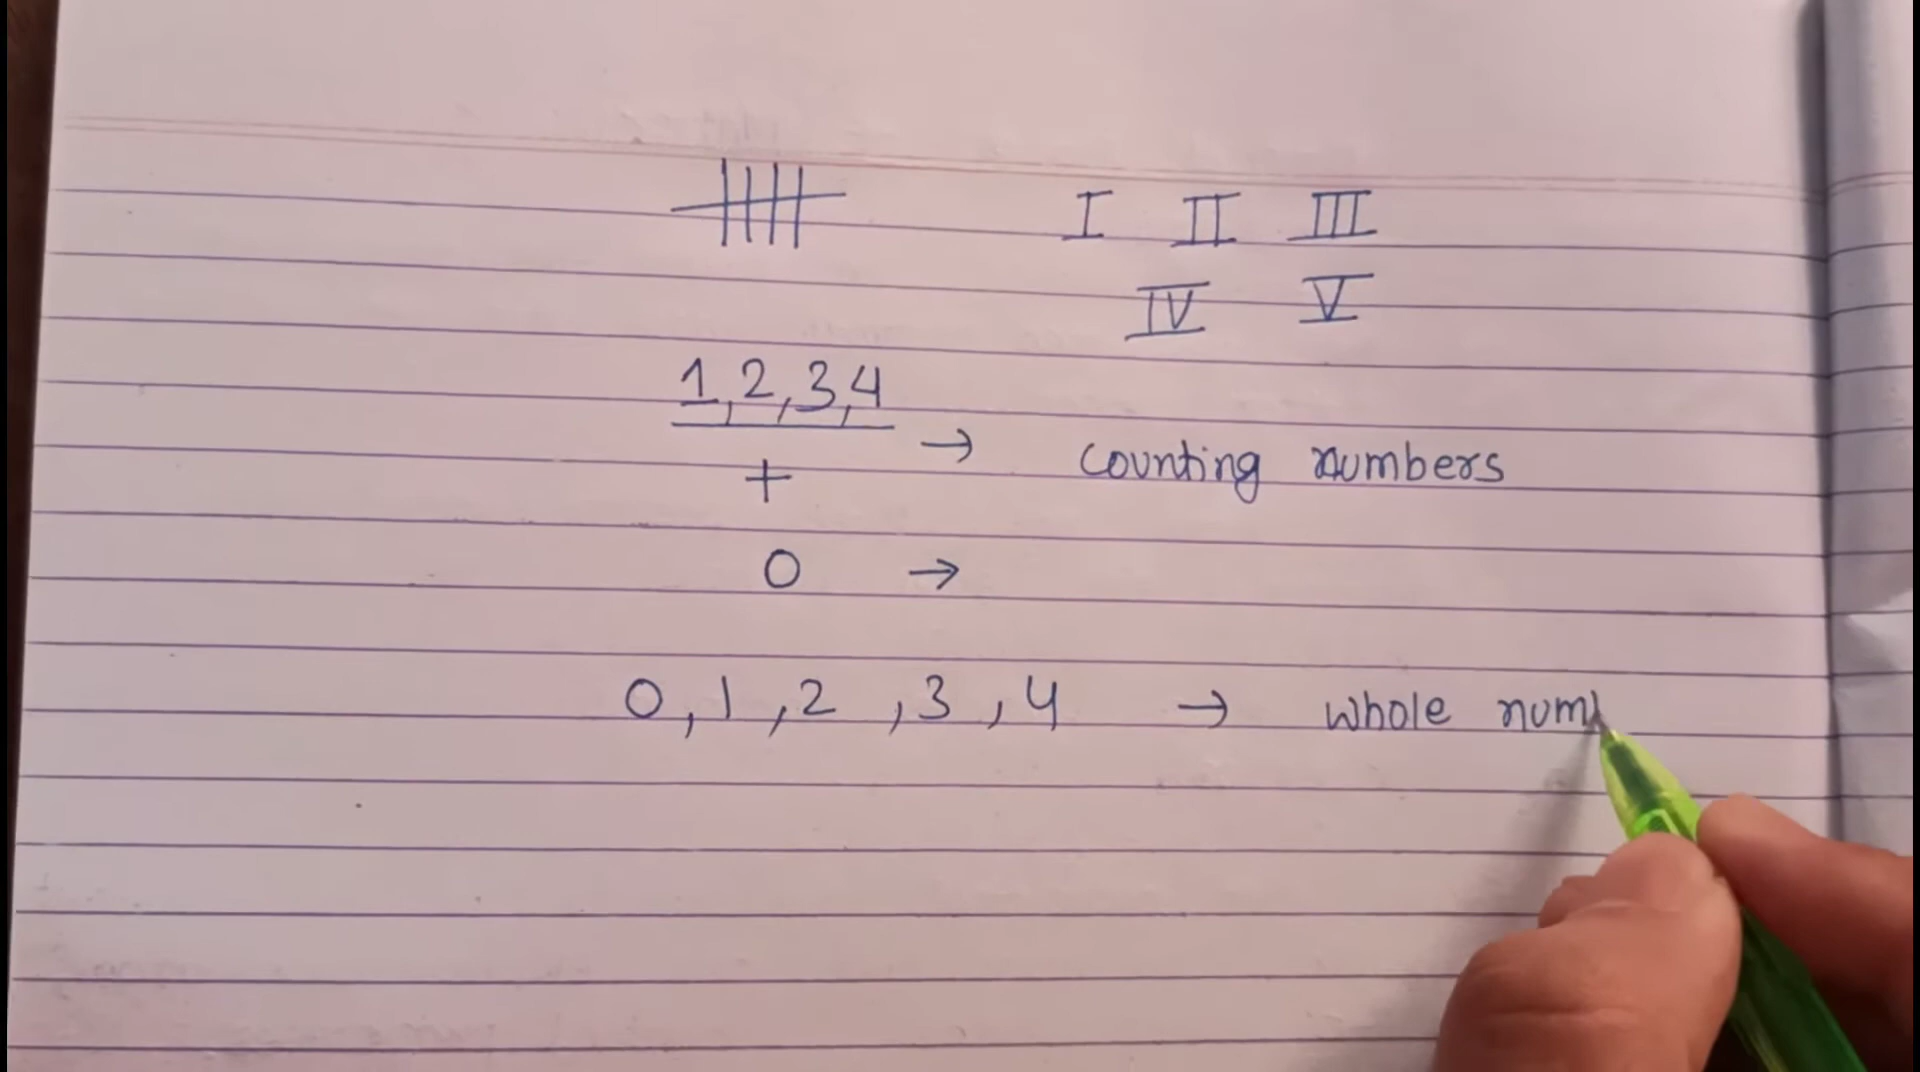 I II III
IV V
1,2,3,4
→ counting numbers
+
0 →
0,1,2,3,4 → whole num